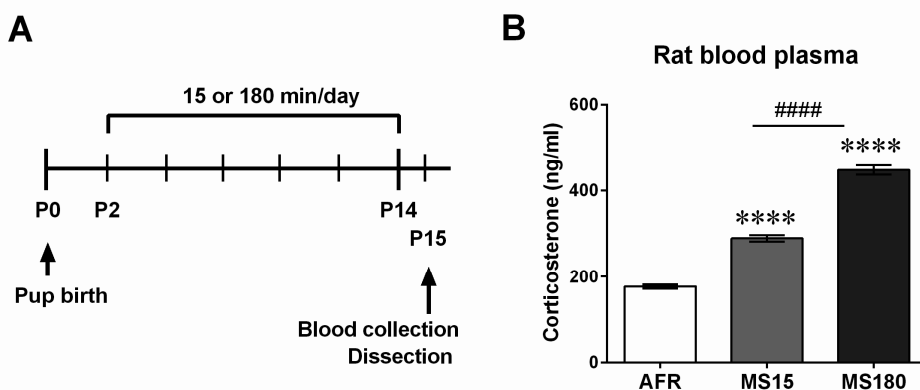 A
15 or 180 min/day
P0
P2
P14
P15
Pup birth
Blood collection
Dissection
B
Rat blood plasma
Corticosterone (ng/ml)
600
400
200
0
####
****
****
AFR
MS15
MS180